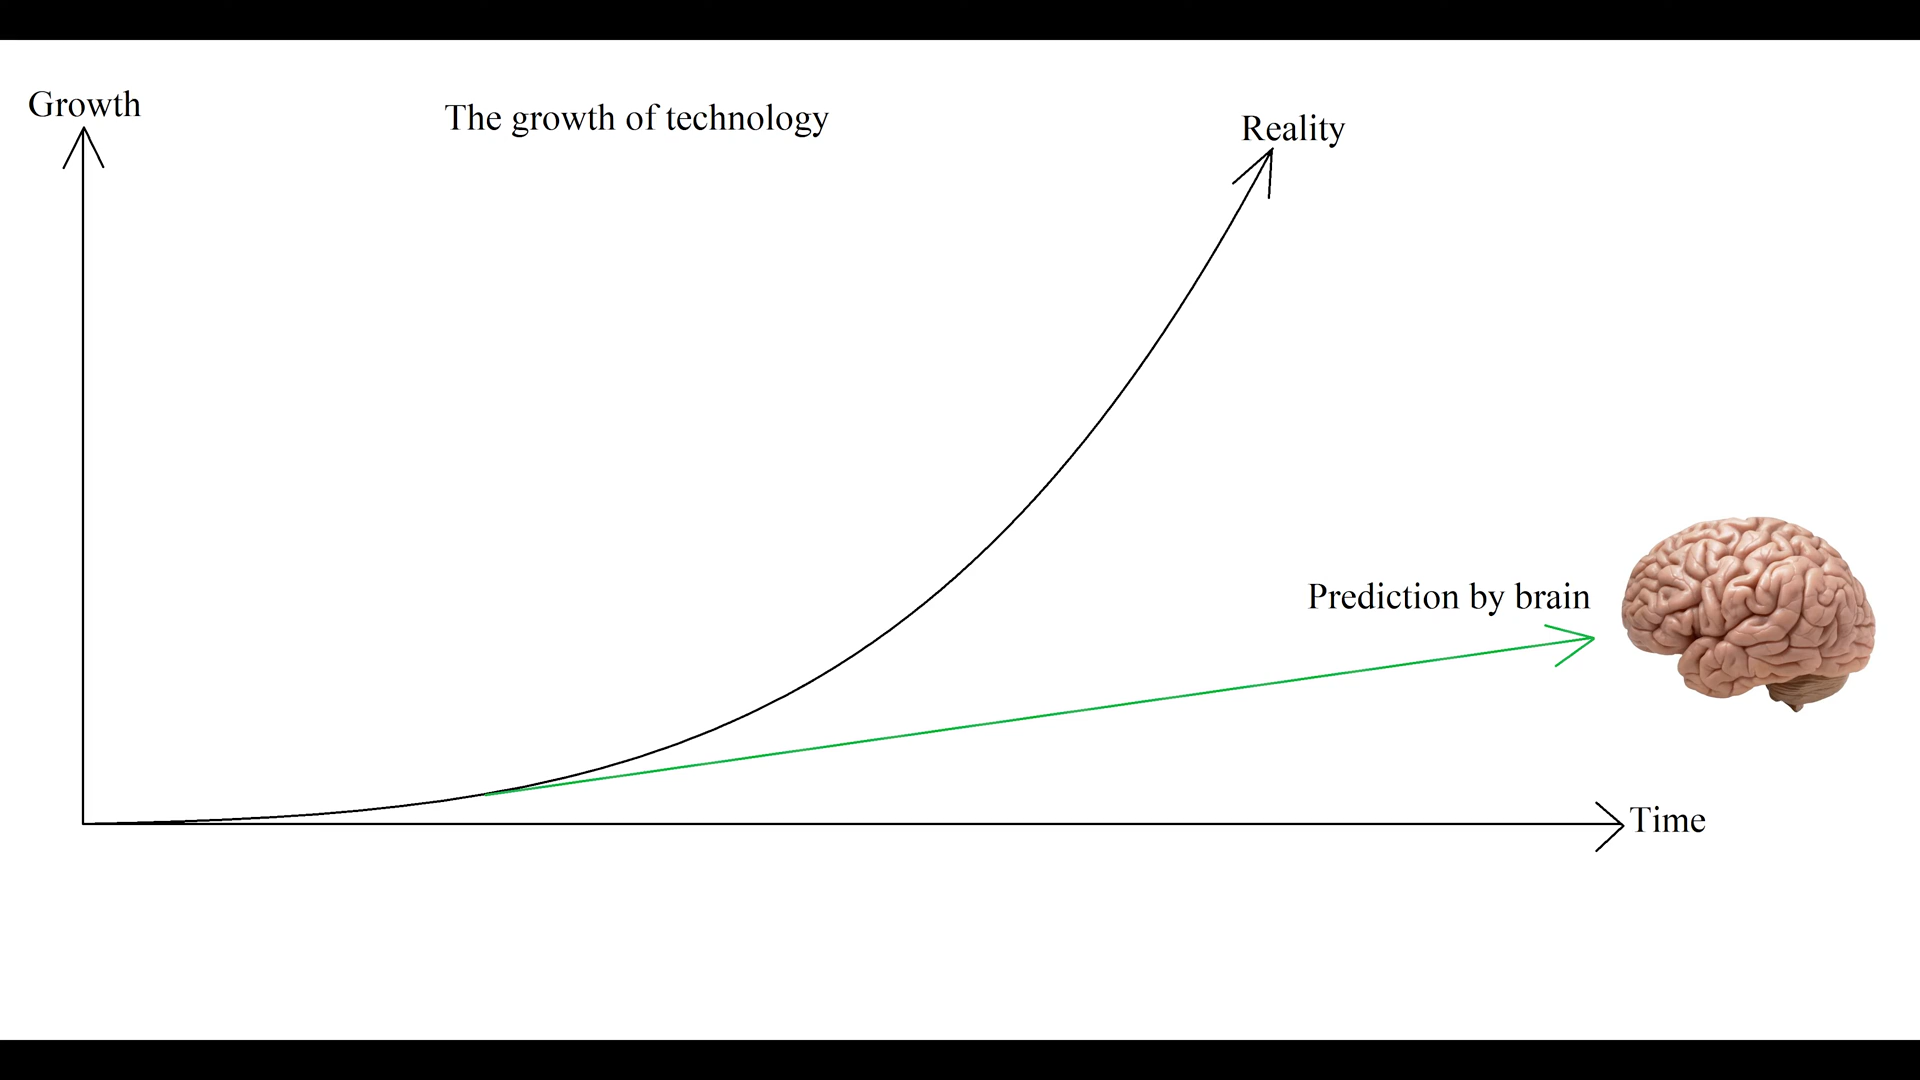 Growth
The growth of technology
Reality
Prediction by brain
Time